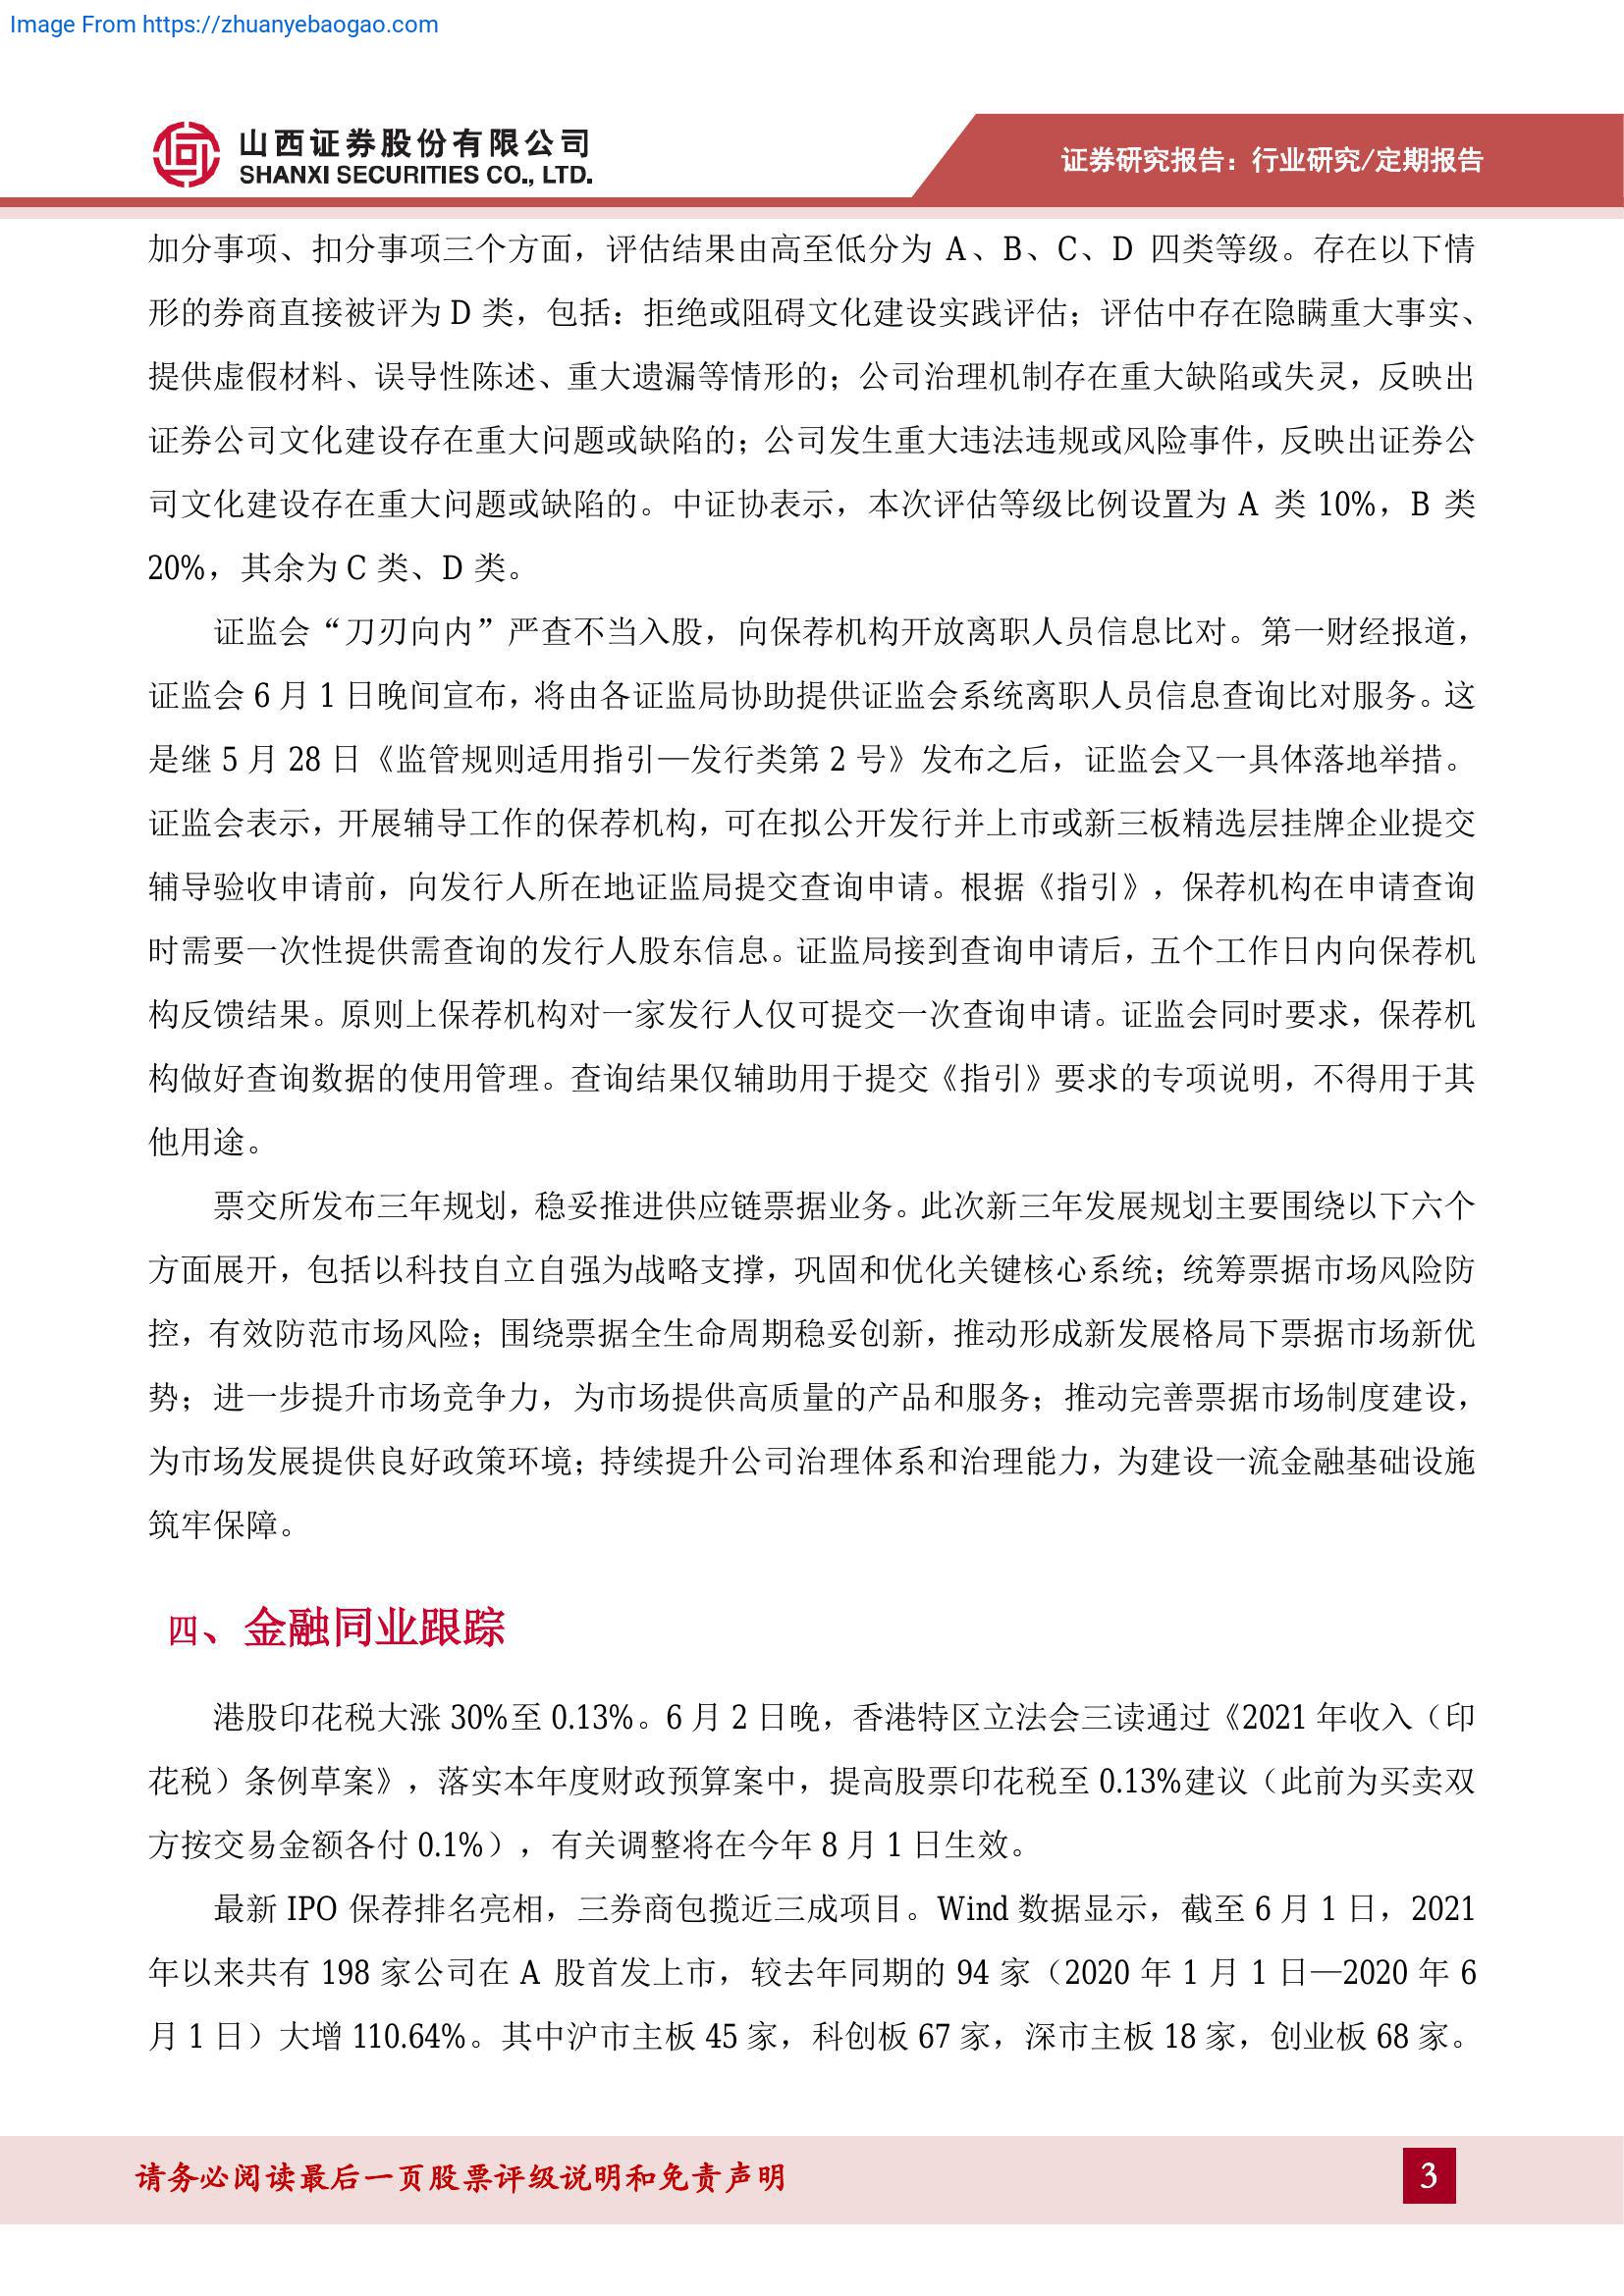 Image From https://zhuanyebaogao.com
山西证券股份有限公司
SHANXI SECURITIES CO., LTD.
证券研究报告：行业研究/定期报告
加分事项、扣分事项三个方面，评估结果由高至低分为 A、B、C、D 四类等级。存在以下情
形的券商直接被评为 D 类，包括：拒绝或阻碍文化建设实践评估；评估中存在隐瞒重大事实、
提供虚假材料、误导性陈述、重大遗漏等情形的；公司治理机制存在重大缺陷或失灵，反映出
证券公司文化建设存在重大问题或缺陷的；公司发生重大违法违规或风险事件，反映出证券公
司文化建设存在重大问题或缺陷的。中证协表示，本次评估等级比例设置为 A 类 10%，B 类
20%，其余为 C 类、D 类。
证监会“刀刃向内”严查不当入股，向保荐机构开放离职人员信息比对。第一财经报道，
证监会 6 月 1 日晚间宣布，将由各证监局协助提供证监会系统离职人员信息查询比对服务。这
是继 5 月 28 日《监管规则适用指引—发行类第 2 号》发布之后，证监会又一具体落地举措。
证监会表示，开展辅导工作的保荐机构，可在拟公开发行并上市或新三板精选层挂牌企业提交
辅导验收申请前，向发行人所在地证监局提交查询申请。根据《指引》，保荐机构在申请查询
时需要一次性提供需查询的发行人股东信息。证监局接到查询申请后，五个工作日内向保荐机
构反馈结果。原则上保荐机构对一家发行人仅可提交一次查询申请。证监会同时要求，保荐机
构做好查询数据的使用管理。查询结果仅辅助用于提交《指引》要求的专项说明，不得用于其
他用途。
票交所发布三年规划，稳妥推进供应链票据业务。此次新三年发展规划主要围绕以下六个
方面展开，包括以科技自立自强为战略支撑，巩固和优化关键核心系统；统筹票据市场风险防
控，有效防范市场风险；围绕票据全生命周期稳妥创新，推动形成新发展格局下票据市场新优
势；进一步提升市场竞争力，为市场提供高质量的产品和服务；推动完善票据市场制度建设，
为市场发展提供良好政策环境；持续提升公司治理体系和治理能力，为建设一流金融基础设施
筑牢保障。
四、金融同业跟踪
港股印花税大涨 30%至 0.13%。6 月 2 日晚，香港特区立法会三读通过《2021 年收入（印
花税）条例草案》，落实本年度财政预算案中，提高股票印花税至 0.13%建议（此前为买卖双
方按交易金额各付 0.1%），有关调整将在今年 8 月 1 日生效。
最新 IPO 保荐排名亮相，三券商包揽近三成项目。Wind 数据显示，截至 6 月 1 日，2021
年以来共有 198 家公司在 A 股首发上市，较去年同期的 94 家（2020 年 1 月 1 日—2020 年 6
月 1 日）大增 110.64%。其中沪市主板 45 家，科创板 67 家，深市主板 18 家，创业板 68 家。
请务必阅读最后一页股票评级说明和免责声明
3